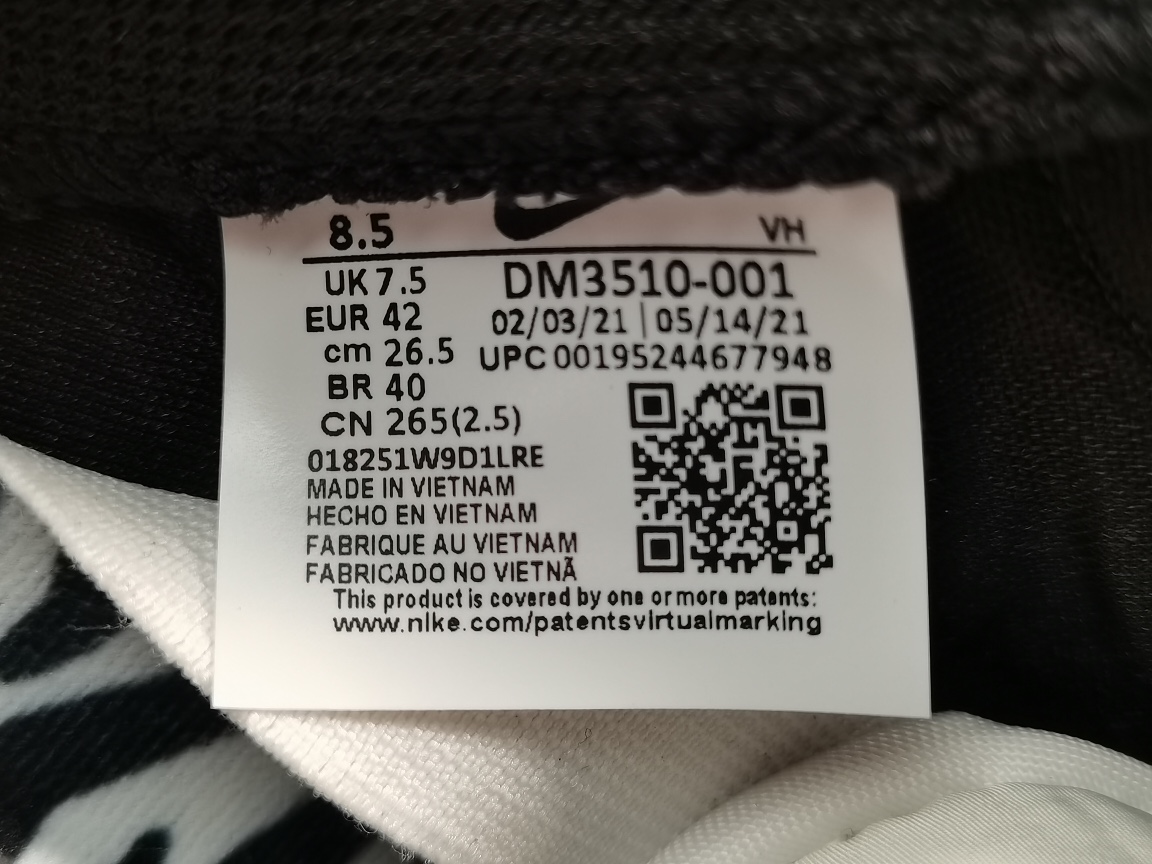 8.5 VH
UK 7.5 DM3510-001
EUR 42 02/03/21 | 05/14/21
cm 26.5 UPC 00195244677948
BR 40
CN 265(2.5)
018251W9D1LRE
MADE IN VIETNAM
HECHO EN VIETNAM
FABRIQUE AU VIETNAM
FABRICADO NO VIETNÃ
This product is covered by one or more patents:
www.nike.com/patentsvirtualmarking